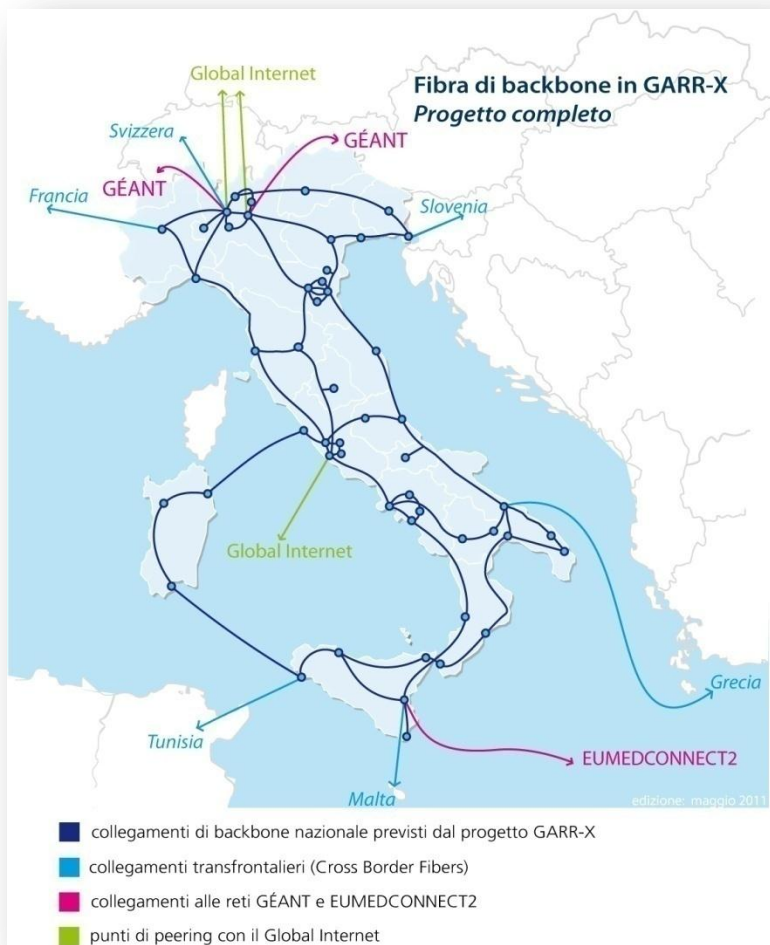 Global Internet
Fibra di backbone in GARR-X
Progetto completo
Svizzera
GÉANT
GÉANT
Francia
Slovenia
Global Internet
Grecia
Tunisia
EUMEDCONNECT2
Malta
edizione: maggio 2011
collegamenti di backbone nazionale previsti dal progetto GARR-X
collegamenti transfrontalieri (Cross Border Fibers)
collegamenti alle reti GÉANT e EUMEDCONNECT2
punti di peering con il Global Internet